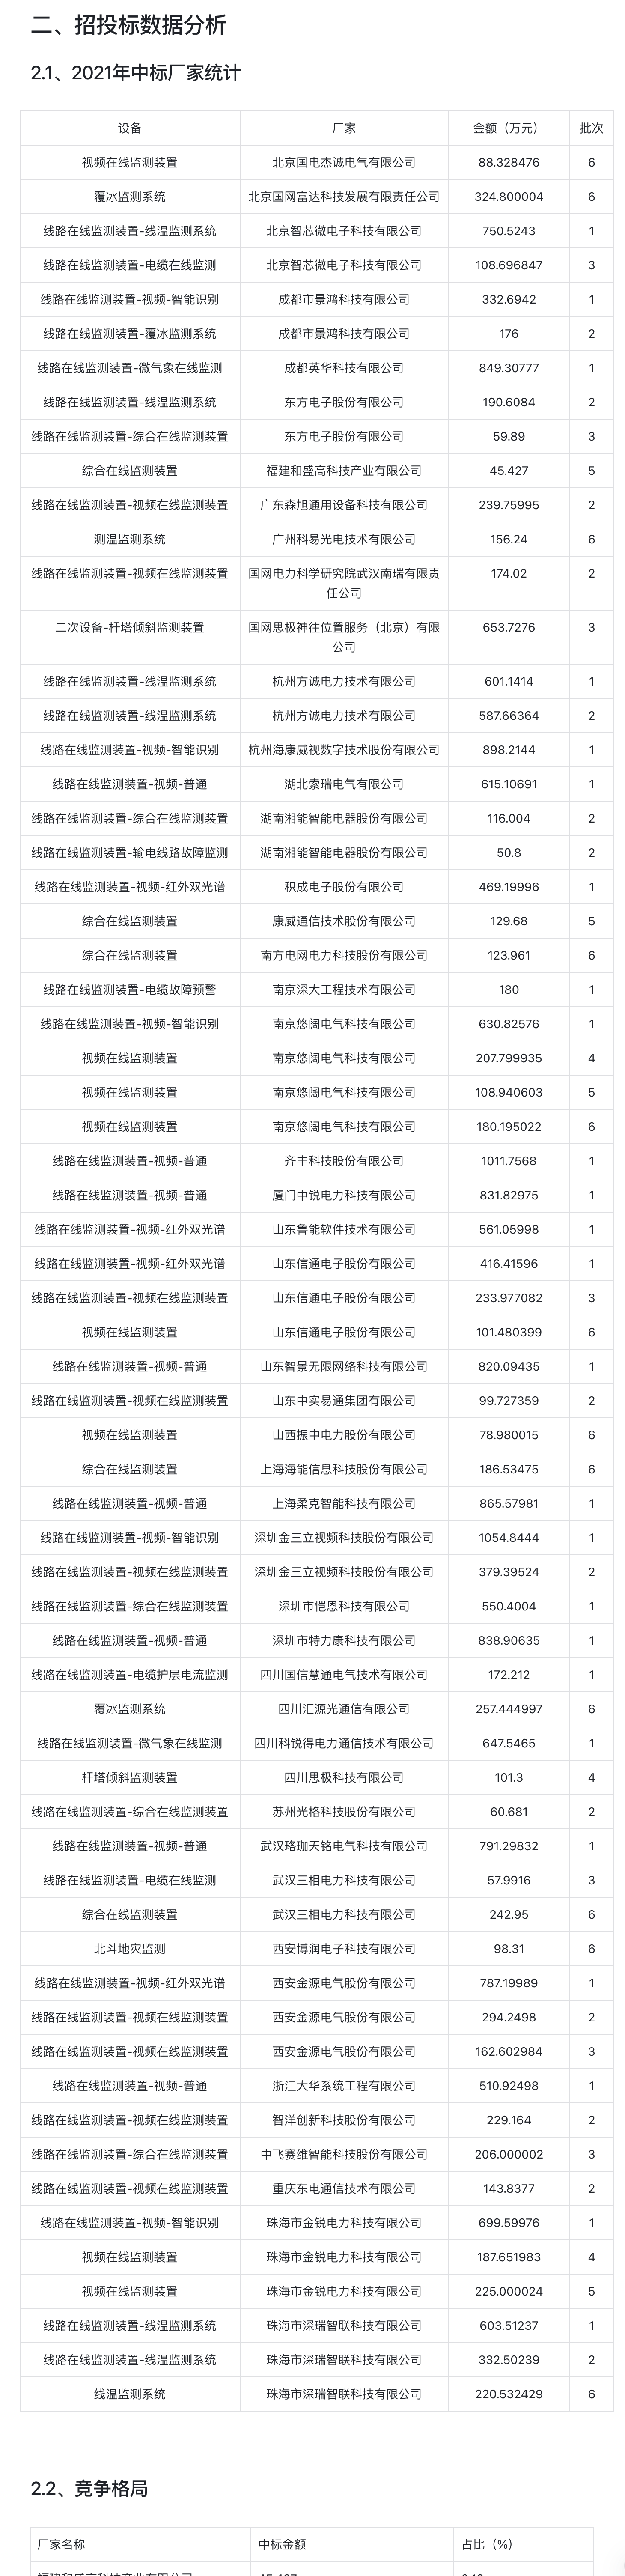 二、招投标数据分析
2.1、2021年中标厂家统计
设备 厂家 金额（万元） 批次
视频在线监测装置 北京国电杰诚电气有限公司 88.328476 6
覆冰监测系统 北京国网富达科技发展有限责任公司 324.800004 6
线路在线监测装置-线温监测系统 北京智芯微电子科技有限公司 750.5243 1
线路在线监测装置-电缆在线监测 北京智芯微电子科技有限公司 108.696847 3
线路在线监测装置-视频-智能识别 成都市景鸿科技有限公司 332.6942 1
线路在线监测装置-覆冰监测系统 成都市景鸿科技有限公司 176 2
线路在线监测装置-微气象在线监测 成都英华科技有限公司 849.30777 1
线路在线监测装置-线温监测系统 东方电子股份有限公司 190.6084 2
线路在线监测装置-综合在线监测装置 东方电子股份有限公司 59.89 3
综合在线监测装置 福建和盛高科技产业有限公司 45.427 5
线路在线监测装置-视频在线监测装置 广东森旭通用设备科技有限公司 239.75995 2
测温监测系统 广州科易光电技术有限公司 156.24 6
线路在线监测装置-视频在线监测装置 国网电力科学研究院武汉南瑞有限责 174.02 2
任公司
二次设备-杆塔倾斜监测装置 国网思极神往位置服务（北京）有限 653.7276 3
公司
线路在线监测装置-线温监测系统 杭州方诚电力技术有限公司 601.1414 1
线路在线监测装置-线温监测系统 杭州方诚电力技术有限公司 587.66364 2
线路在线监测装置-视频-智能识别 杭州海康威视数字技术股份有限公司 898.2144 1
线路在线监测装置-视频-普通 湖北索瑞电气有限公司 615.10691 1
线路在线监测装置-综合在线监测装置 湖南湘能智能电器股份有限公司 116.004 2
线路在线监测装置-输电线路故障监测 湖南湘能智能电器股份有限公司 50.8 2
线路在线监测装置-视频-红外双光谱 积成电子股份有限公司 469.19996 1
综合在线监测装置 康威通信技术股份有限公司 129.68 5
综合在线监测装置 南方电网电力科技股份有限公司 123.961 6
线路在线监测装置-电缆故障预警 南京深大工程技术有限公司 180 1
线路在线监测装置-视频-智能识别 南京悠阔电气科技有限公司 630.82576 1
视频在线监测装置 南京悠阔电气科技有限公司 207.799935 4
视频在线监测装置 南京悠阔电气科技有限公司 108.940603 5
视频在线监测装置 南京悠阔电气科技有限公司 180.195022 6
线路在线监测装置-视频-普通 齐丰科技股份有限公司 1011.7568 1
线路在线监测装置-视频-普通 厦门中锐电力科技有限公司 831.82975 1
线路在线监测装置-视频-红外双光谱 山东鲁能软件技术有限公司 561.05998 1
线路在线监测装置-视频-红外双光谱 山东信通电子股份有限公司 416.41596 1
线路在线监测装置-视频在线监测装置 山东信通电子股份有限公司 233.977082 3
视频在线监测装置 山东信通电子股份有限公司 101.480399 6
线路在线监测装置-视频-普通 山东智景无限网络科技有限公司 820.09435 1
线路在线监测装置-视频在线监测装置 山东中实易通集团有限公司 99.727359 2
视频在线监测装置 山西振中电力股份有限公司 78.980015 6
综合在线监测装置 上海海能信息科技股份有限公司 186.53475 6
线路在线监测装置-视频-普通 上海柔克智能科技有限公司 865.57981 1
线路在线监测装置-视频-智能识别 深圳金三立视频科技股份有限公司 1054.8444 1
线路在线监测装置-视频在线监测装置 深圳金三立视频科技股份有限公司 379.39524 2
线路在线监测装置-综合在线监测装置 深圳市恺恩科技有限公司 550.4004 1
线路在线监测装置-视频-普通 深圳市特力康科技有限公司 838.90635 1
线路在线监测装置-电缆护层电流监测 四川国信慧通电气技术有限公司 172.212 1
覆冰监测系统 四川汇源光通信有限公司 257.444997 6
线路在线监测装置-微气象在线监测 四川科锐得电力通信技术有限公司 647.5465 1
杆塔倾斜监测装置 四川思极科技有限公司 101.3 4
线路在线监测装置-综合在线监测装置 苏州光格科技股份有限公司 60.681 2
线路在线监测装置-视频-普通 武汉珞珈天铭电气科技有限公司 791.29832 1
线路在线监测装置-电缆在线监测 武汉三相电力科技有限公司 57.9916 3
综合在线监测装置 武汉三相电力科技有限公司 242.95 6
北斗地灾监测 西安博润电子科技有限公司 98.31 6
线路在线监测装置-视频-红外双光谱 西安金源电气股份有限公司 787.19989 1
线路在线监测装置-视频在线监测装置 西安金源电气股份有限公司 294.2498 2
线路在线监测装置-视频在线监测装置 西安金源电气股份有限公司 162.602984 3
线路在线监测装置-视频-普通 浙江大华系统工程有限公司 510.92498 1
线路在线监测装置-视频在线监测装置 智洋创新科技股份有限公司 229.164 2
线路在线监测装置-综合在线监测装置 中飞赛维智能科技股份有限公司 206.000002 3
线路在线监测装置-视频在线监测装置 重庆东电通信技术有限公司 143.8377 2
线路在线监测装置-视频-智能识别 珠海市金锐电力科技有限公司 699.59976 1
视频在线监测装置 珠海市金锐电力科技有限公司 187.651983 4
视频在线监测装置 珠海市金锐电力科技有限公司 225.000024 5
线路在线监测装置-线温监测系统 珠海市深瑞智联科技有限公司 603.51237 1
线路在线监测装置-线温监测系统 珠海市深瑞智联科技有限公司 332.50239 2
线温监测系统 珠海市深瑞智联科技有限公司 220.532429 6
2.2、竞争格局
厂家名称 中标金额 占比（%）